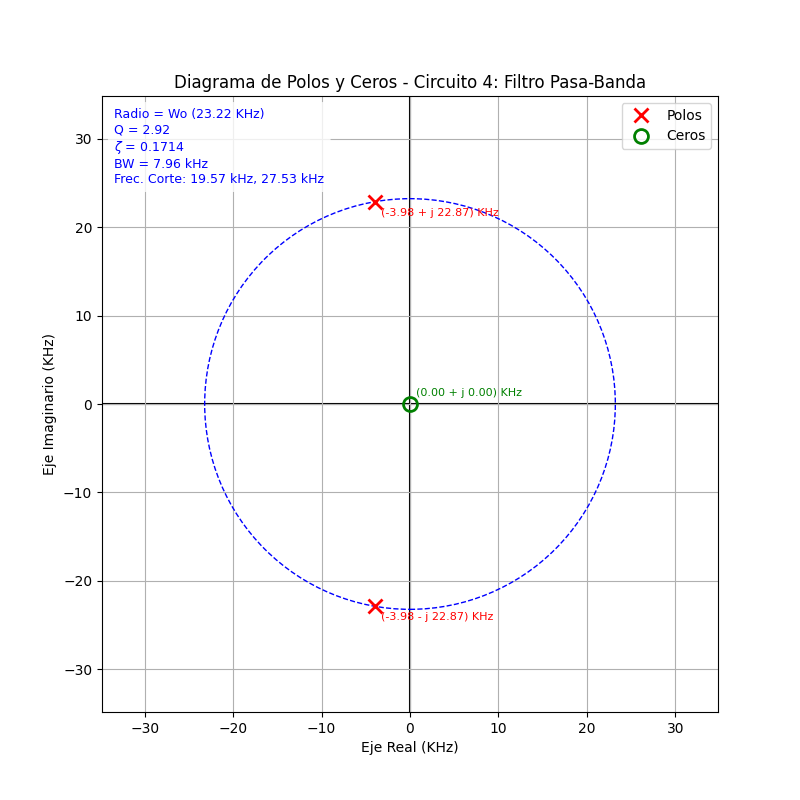 Diagrama de Polos y Ceros - Circuito 4: Filtro Pasa-Banda
Radio = Wo (23.22 KHz)
Q = 2.92
ζ = 0.1714
BW = 7.96 kHz
Frec. Corte: 19.57 kHz, 27.53 kHz
Polos
Ceros
(-3.98 + j 22.87) KHz
(0.00 + j 0.00) KHz
(-3.98 - j 22.87) KHz
Eje Imaginario (KHz)
30
20
10
0
−10
−20
−30
−30
−20
−10
0
10
20
30
Eje Real (KHz)